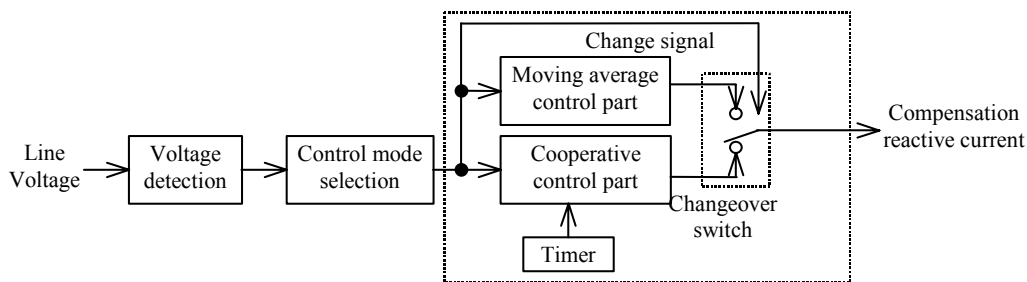 Change signal
Moving average
control part
Compensation
reactive current
Line
Voltage
Voltage
detection
Control mode
selection
Cooperative
control part
Changeover
switch
Timer